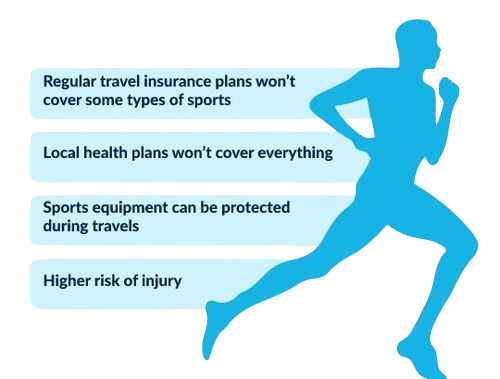 Regular travel insurance plans won’t
cover some types of sports
Local health plans won’t cover everything
Sports equipment can be protected
during travels
Higher risk of injury